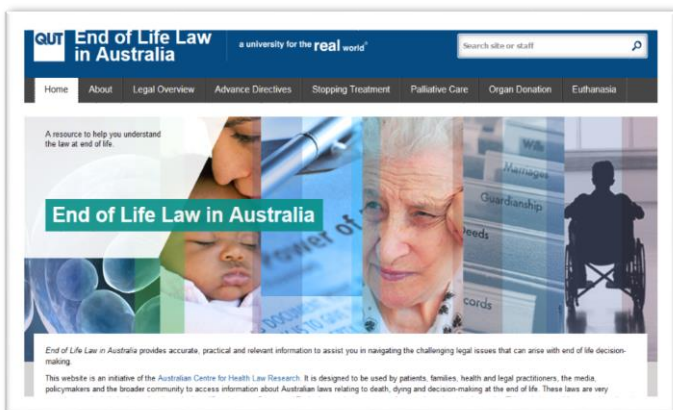 QUT
End of Life Law
in Australia
a university for the real world
Search site or staff
Home About Legal Overview Advance Directives Stopping Treatment Palliative Care Organ Donation Euthanasia
A resource to help you understand
the law at end of life.
End of Life Law in Australia
Power of
DOCUMENT
IS TO GIVE
Wills
Marriages
Guardianship
Deeds
cords
End of Life Law in Australia provides accurate, practical and relevant information to assist you in navigating the challenging legal issues that can arise with end of life decision-
making.
This website is an initiative of the Australian Centre for Health Law Research. It is designed to be used by patients, families, health and legal practitioners, the media,
policymakers and the broader community to access information about Australian laws relating to death, dying and decision-making at the end of life. These laws are very